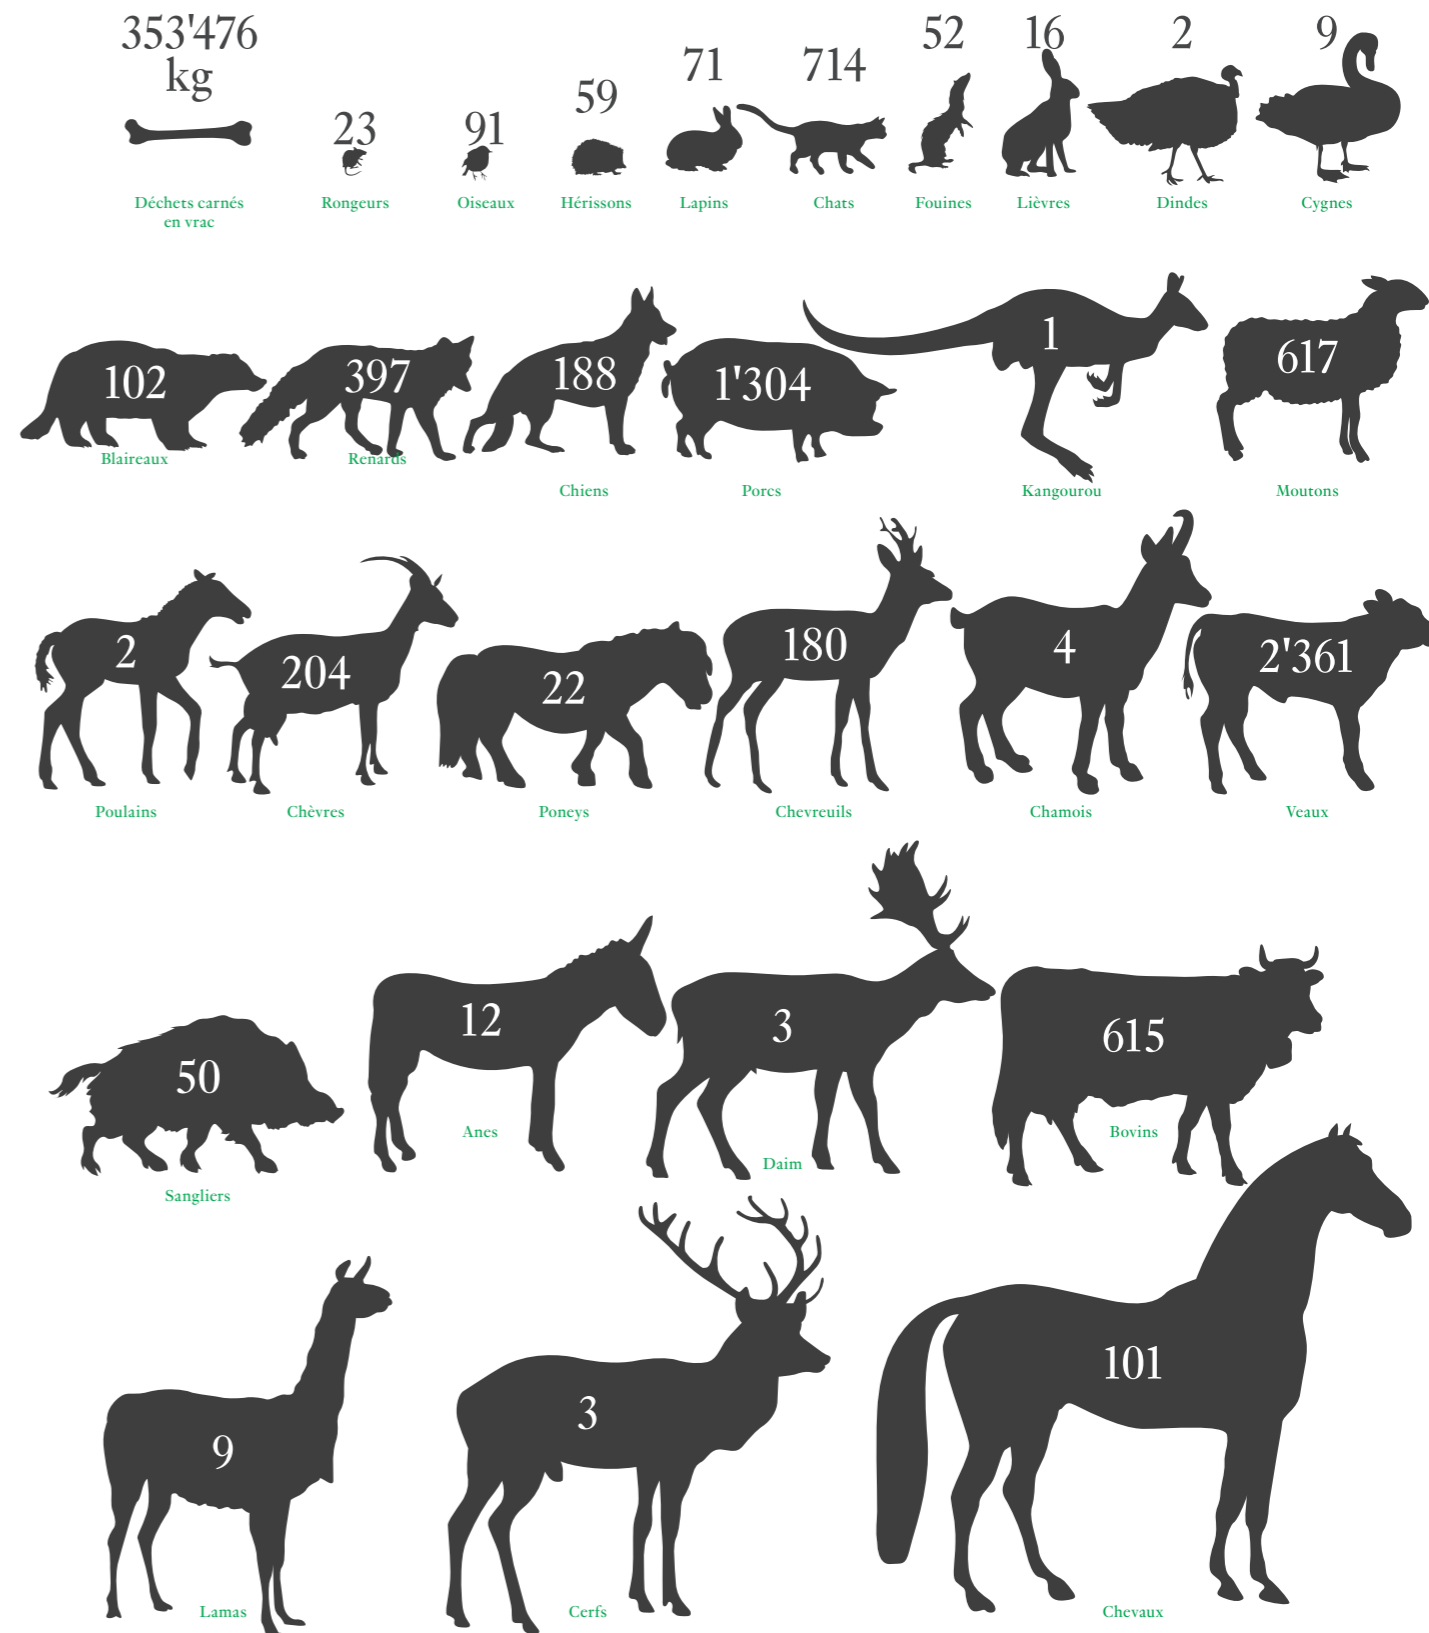 353'476
kg
Déchets carnés
en vrac
23
Rongeurs
91
Oiseaux
59
Hérissons
71
Lapins
714
Chats
52
Fouines
16
Lièvres
2
Dindes
9
Cygnes
102
Blaireaux
397
Renards
188
Chiens
1'304
Porcs
1
Kangourou
617
Moutons
2
Poulains
204
Chèvres
22
Poneys
180
Chevreuils
4
Chamois
2'361
Veaux
50
Sangliers
12
Anes
3
Daim
615
Bovins
9
Lamas
3
Cerfs
101
Chevaux